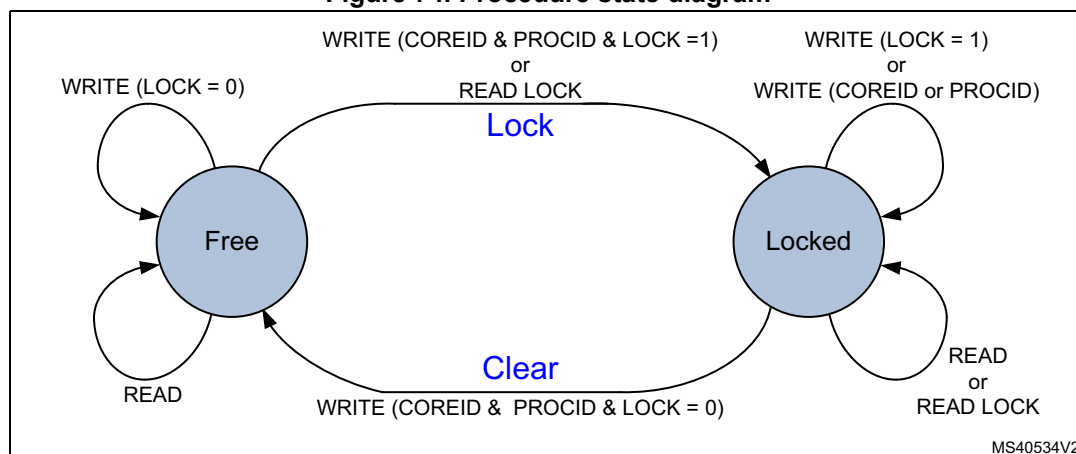 Figure 14. Procedure state diagram
WRITE (COREID & PROCID & LOCK =1)
or
READ LOCK
Lock
WRITE (LOCK = 1)
or
WRITE (COREID or PROCID)
WRITE (LOCK = 0)
Free
Locked
READ
Clear
WRITE (COREID &  PROCID & LOCK = 0)
READ
or
READ LOCK
MS40534V2